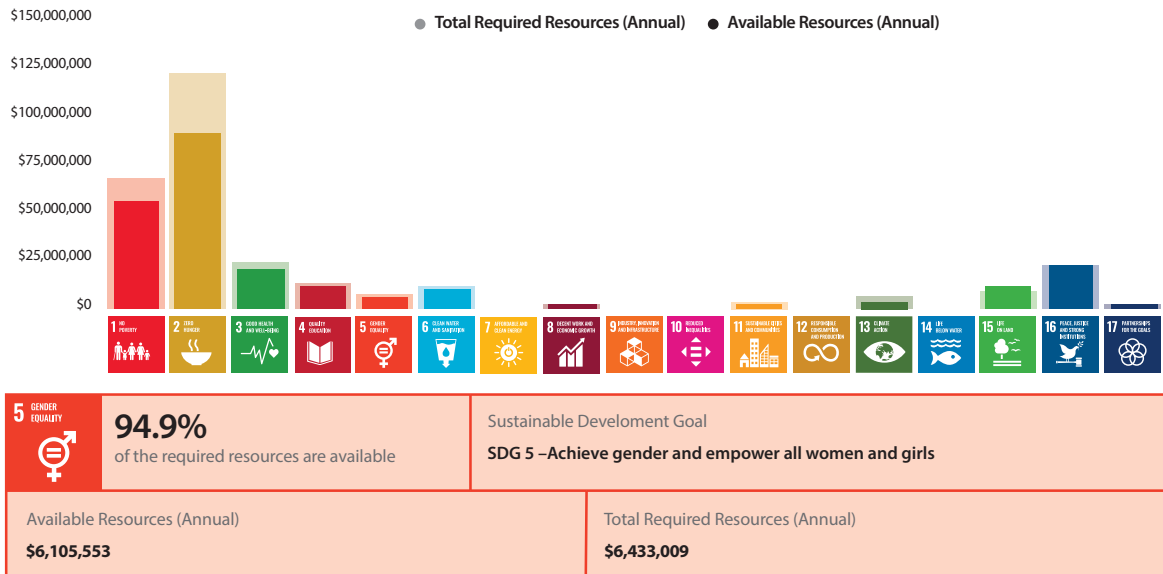 $150,000,000
Total Required Resources (Annual)
Available Resources (Annual)
$125,000,000
$100,000,000
$75,000,000
$50,000,000
$25,000,000
$0
1 NO
POVERTY
2 ZERO
HUNGER
3 GOOD HEALTH
AND WELL-BEING
4 QUALITY
EDUCATION
5 GENDER
EQUALITY
6 CLEAN WATER
AND SANITATION
7 AFFORDABLE AND
CLEAN ENERGY
8 DECENT WORK AND
ECONOMIC GROWTH
9 INDUSTRY, INNOVATION
AND INFRASTRUCTURE
10 REDUCED
INEQUALITIES
11 SUSTAINABLE CITIES
AND COMMUNITIES
12 RESPONSIBLE
CONSUMPTION
AND PRODUCTION
13 CLIMATE
ACTION
14 LIFE
BELOW WATER
15 LIFE
ON LAND
16 PEACE, JUSTICE
AND STRONG
INSTITUTIONS
17 PARTNERSHIPS
FOR THE GOALS
5 GENDER
EQUALITY
94.9%
of the required resources are available
Sustainable Develoment Goal
SDG 5 –Achieve gender and empower all women and girls
Available Resources (Annual)
$6,105,553
Total Required Resources (Annual)
$6,433,009